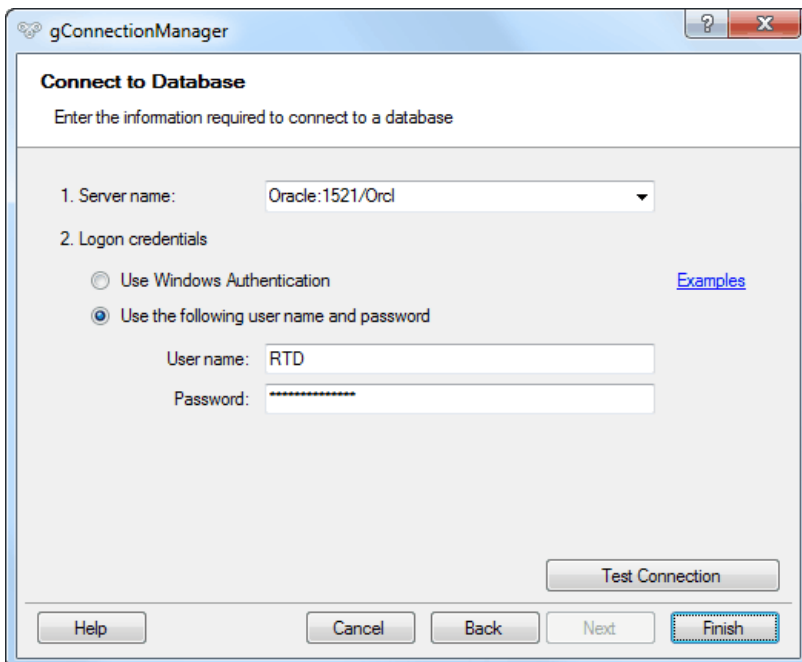 gConnectionManager
Connect to Database
Enter the information required to connect to a database
1. Server name: Oracle:1521/Orcl
2. Logon credentials
Use Windows Authentication Examples
Use the following user name and password
User name: RTD
Password: **************
Test Connection
Help Cancel Back Next Finish